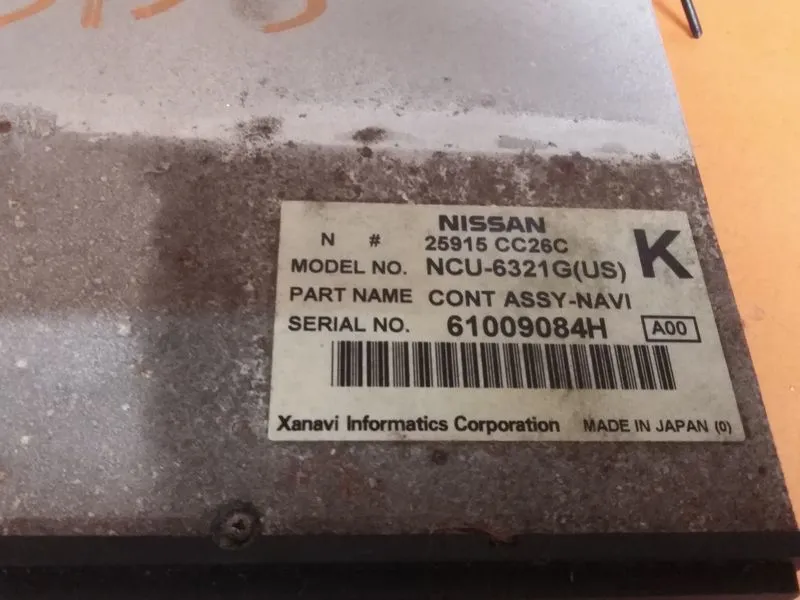 NISSAN
N # 25915 CC26C K
MODEL NO. NCU-6321G(US)
PART NAME CONT ASSY-NAVI
SERIAL NO. 61009084H A00
Xanavi Informatics Corporation MADE IN JAPAN (0)